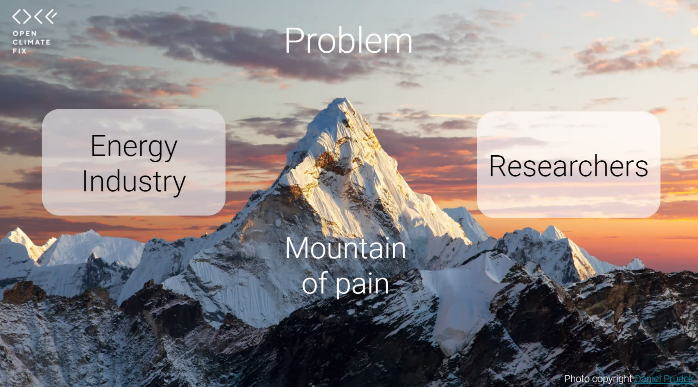 OPEN
CLIMATE
FIX
Problem
Energy
Industry
Researchers
Mountain
of pain
Photo copyright Daniel Prudek